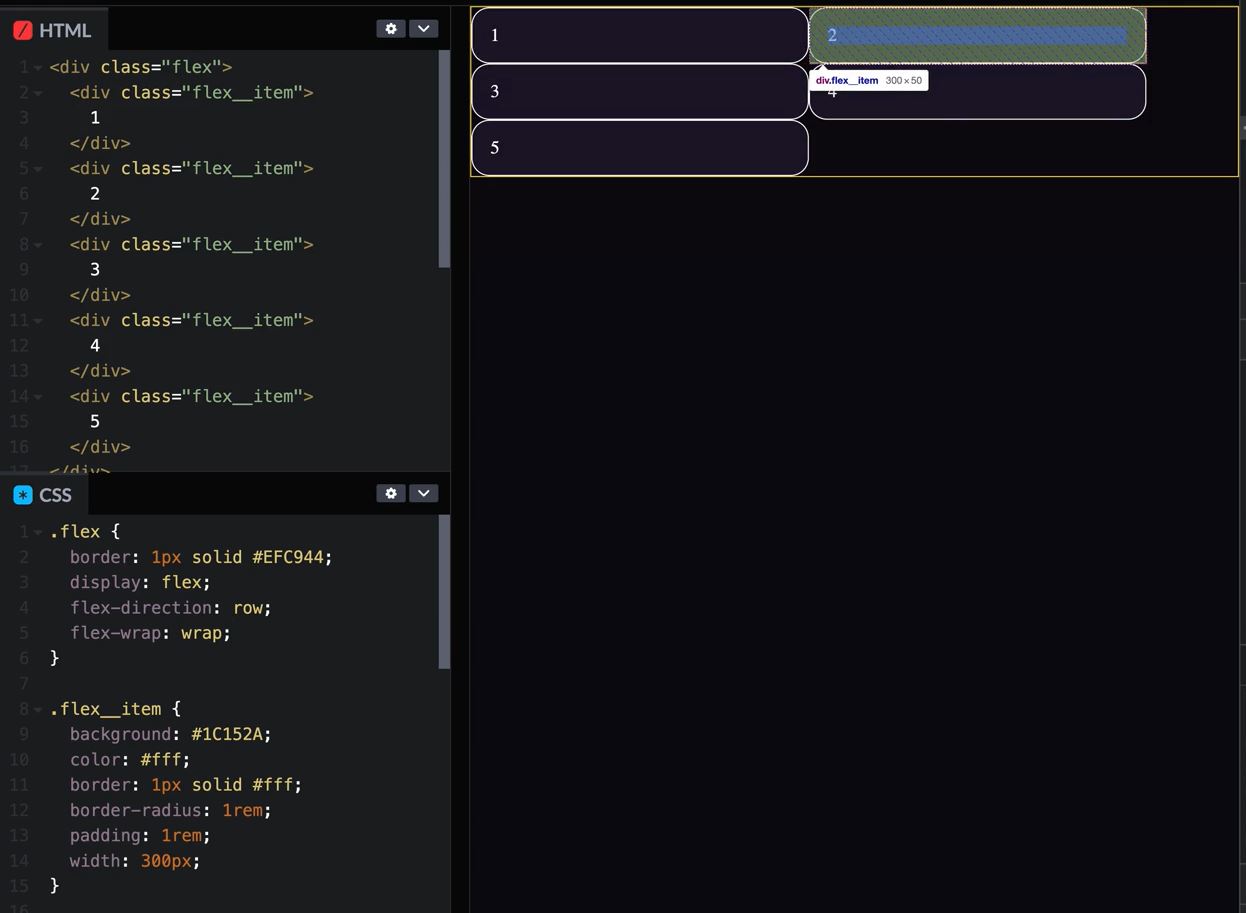 HTML
1 <div class="flex">
2 <div class="flex__item">
3 1
4 </div>
5 <div class="flex__item">
6 2
7 </div>
8 <div class="flex__item">
9 3
10 </div>
11 <div class="flex__item">
12 4
13 </div>
14 <div class="flex__item">
15 5
16 </div>
17 </div>
CSS
1 .flex {
2 border: 1px solid #EFC944;
3 display: flex;
4 flex-direction: row;
5 flex-wrap: wrap;
6 }
7
8 .flex__item {
9 background: #1C152A;
10 color: #fff;
11 border: 1px solid #fff;
12 border-radius: 1rem;
13 padding: 1rem;
14 width: 300px;
15 }
16
1
2
div.flex__item 300×50
3
4
5